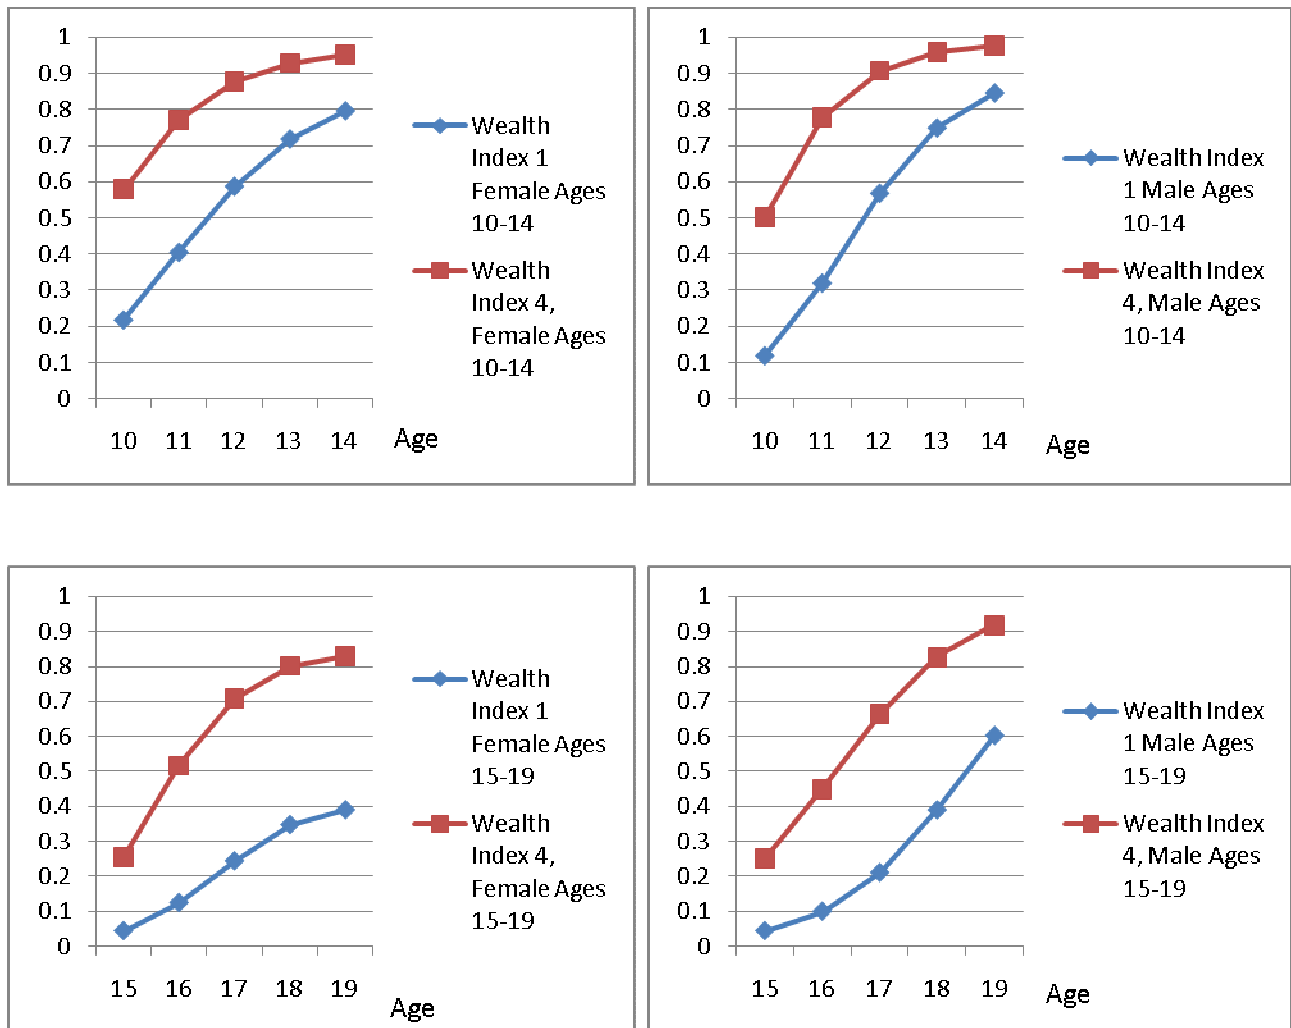 1
0.9
0.8
0.7
0.6
0.5
0.4
0.3
0.2
0.1
0
10 11 12 13 14
Age
Wealth
Index 1
Female Ages
10-14
Wealth
Index 4,
Female Ages
10-14
1
0.9
0.8
0.7
0.6
0.5
0.4
0.3
0.2
0.1
0
10 11 12 13 14
Age
Wealth Index
1 Male Ages
10-14
Wealth Index
4, Male Ages
10-14
1
0.9
0.8
0.7
0.6
0.5
0.4
0.3
0.2
0.1
0
15 16 17 18 19
Age
Wealth
Index 1
Female Ages
15-19
Wealth
Index 4,
Female Ages
15-19
1
0.9
0.8
0.7
0.6
0.5
0.4
0.3
0.2
0.1
0
15 16 17 18 19
Age
Wealth Index
1 Male Ages
15-19
Wealth Index
4, Male Ages
15-19